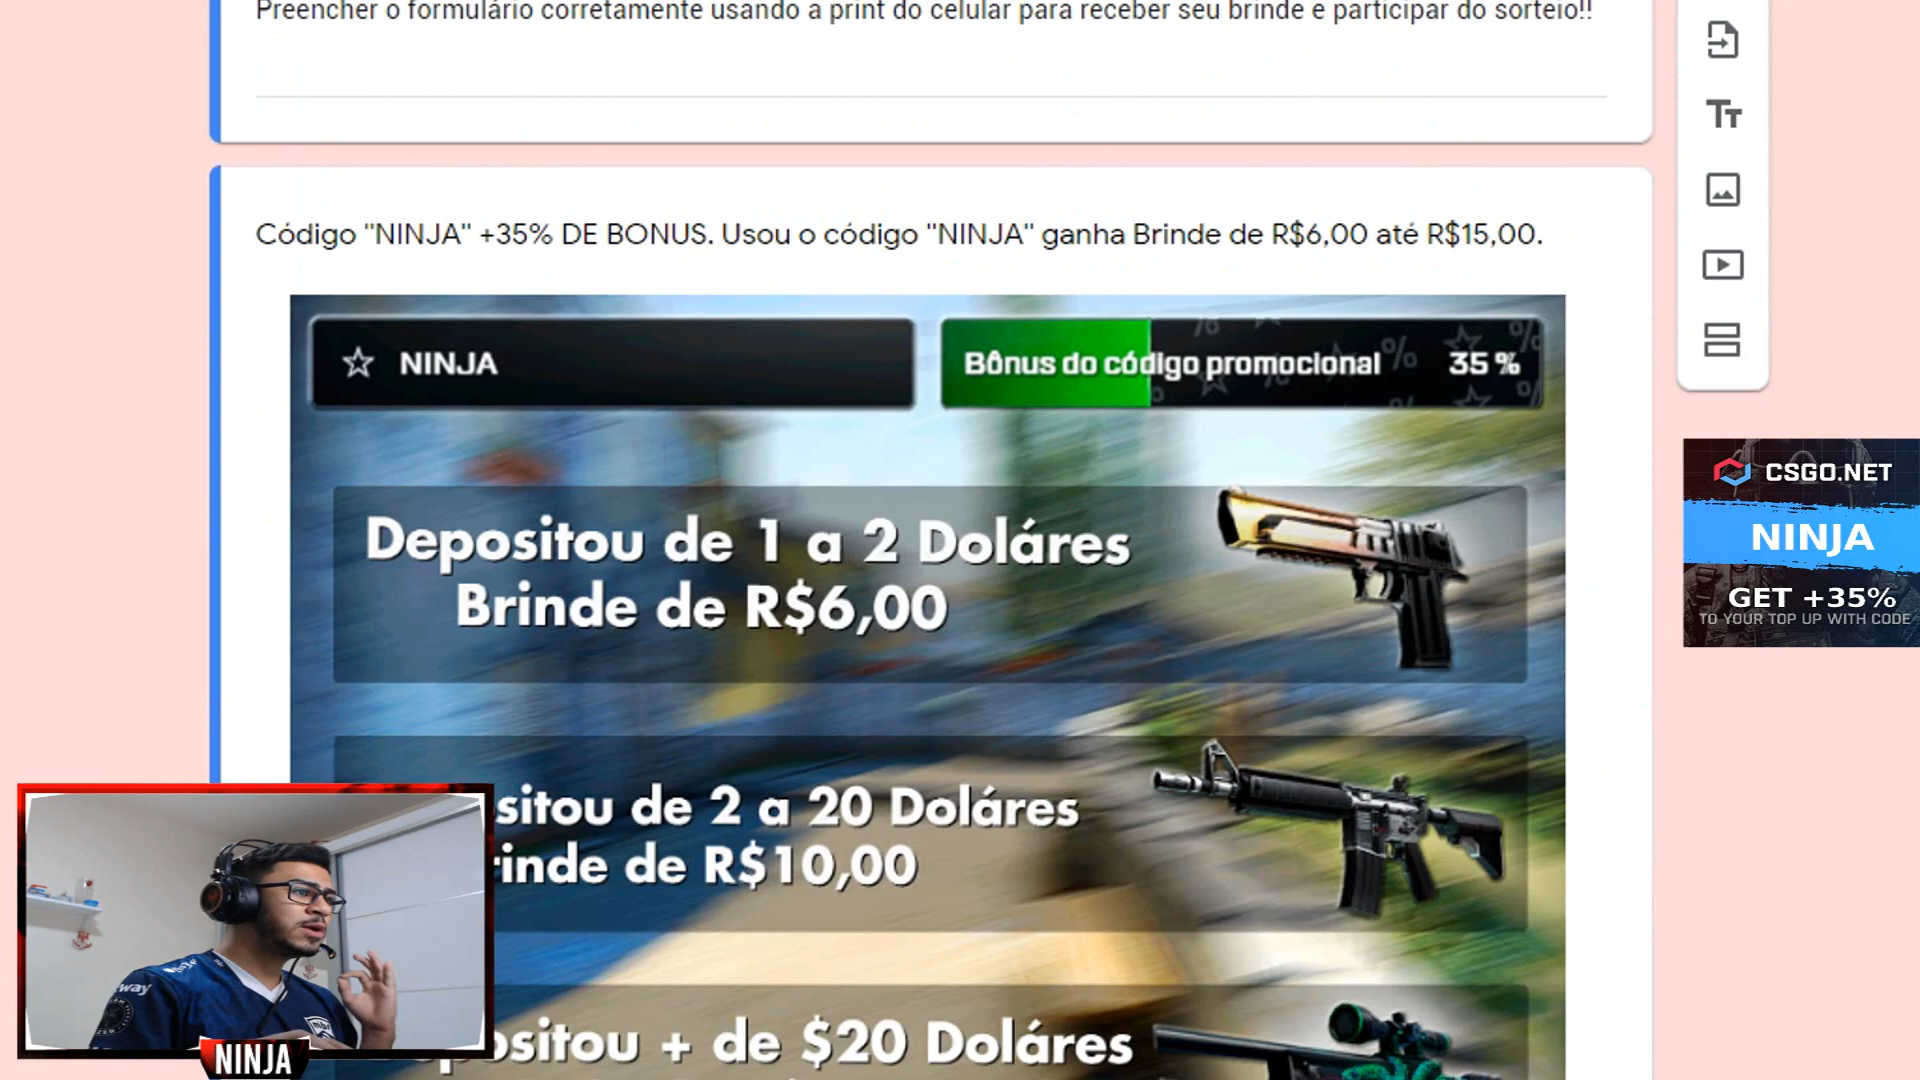 Preencher o formulário corretamente usando a print do celular para receber seu brinde e participar do sorteio!!
Código "NINJA" +35% DE BONUS. Usou o código "NINJA" ganha Brinde de R$6,00 até R$15,00.
NINJA
Bônus do código promocional 35 %
Depositou de 1 a 2 Doláres
Brinde de R$6,00
CSGO.NET
NINJA
GET +35%
TO YOUR TOP UP WITH CODE
sitou de 2 a 20 Doláres
rinde de R$10,00
ositou + de $20 Doláres
way
NINJA